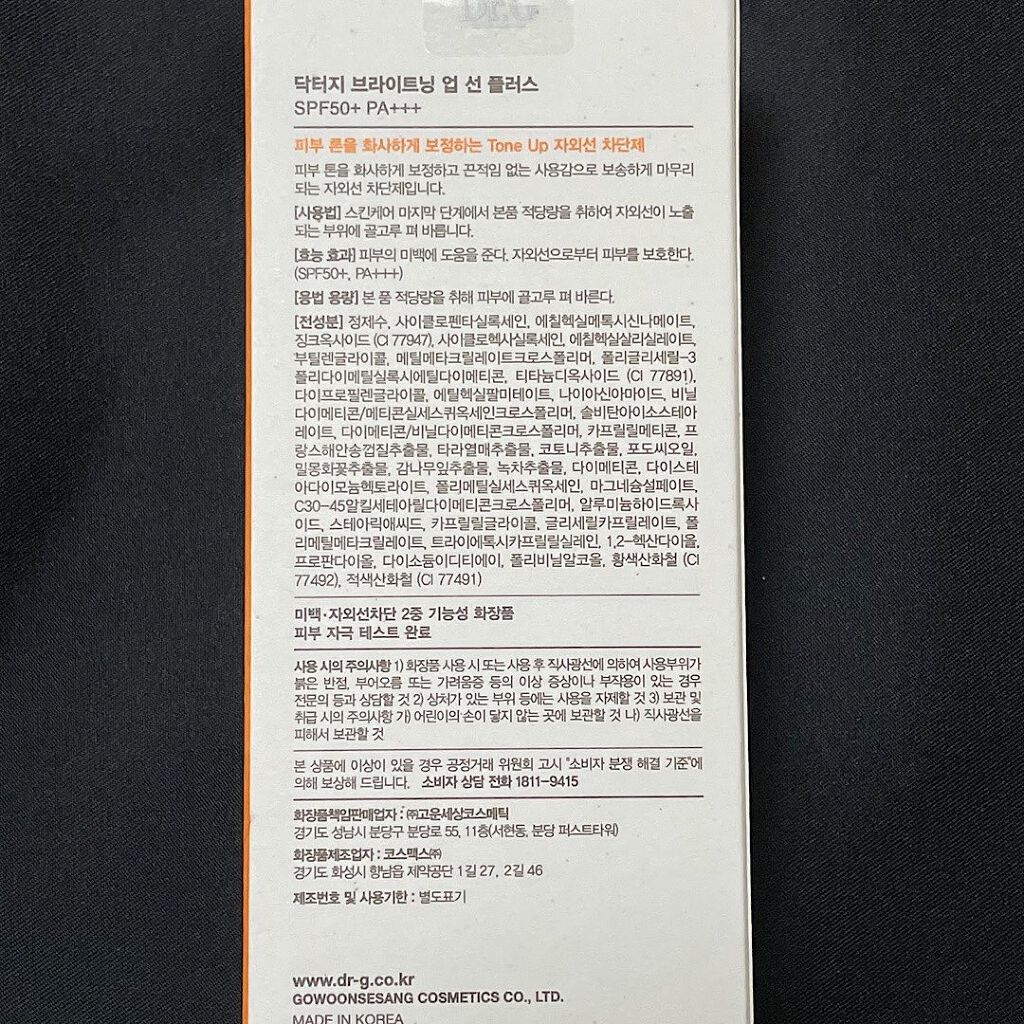 Dr.G
닥터지 브라이트닝 업 선 플러스
SPF50+ PA+++
피부 톤을 화사하게 보정하는 Tone Up 자외선 차단제
피부 톤을 화사하게 보정하고 끈적임 없는 사용감으로 보송하게 마무리
되는 자외선 차단제입니다.
[사용법] 스킨케어 마지막 단계에서 본품 적당량을 취하여 자외선이 노출
되는 부위에 골고루 펴 바릅니다.
[효능 효과] 피부의 미백에 도움을 준다. 자외선으로부터 피부를 보호한다.
(SPF50+, PA+++)
[용법 용량] 본 품 적당량을 취해 피부에 골고루 펴 바른다.
[전성분] 정제수, 사이클로펜타실록세인, 에칠헥실메톡시신나메이트,
징크옥사이드 (CI 77947), 사이클로헥사실록세인, 에칠헥실살리실레이트,
부틸렌글라이콜, 메틸메타크릴레이트크로스폴리머, 폴리글리세릴-3
폴리다이메틸실록시에틸다이메티콘, 티타늄디옥사이드 (CI 77891),
다이프로필렌글라이콜, 에틸헥실팔미테이트, 나이아신아마이드, 비닐
다이메티콘/메티콘실세스퀴옥세인크로스폴리머, 솔비탄아이소스테아
레이트, 다이메티콘/비닐다이메티콘크로스폴리머, 카프릴릴메티콘, 프
랑스해안송껍질추출물, 타라열매추출물, 코토니추출물, 포도씨오일,
밀몽화꽃추출물, 감나무잎추출물, 녹차추출물, 다이메티콘, 다이스테
아다이모늄헥토라이트, 폴리메틸실세스퀴옥세인, 마그네슘설페이트,
C30-45알킬세테아릴다이메티콘크로스폴리머, 알루미늄하이드록사
이드, 스테아릭애씨드, 카프릴릴글라이콜, 글리세릴카프릴레이트, 폴
리메틸메타크릴레이트, 트라이에톡시카프릴릴실레인, 1,2-헥산다이올,
프로판다이올, 다이소듐이디티에이, 폴리비닐알코올, 황색산화철 (CI
77492), 적색산화철 (CI 77491)
미백·자외선차단 2중 기능성 화장품
피부 자극 테스트 완료
사용 시의 주의사항 1) 화장품 사용 시 또는 사용 후 직사광선에 의하여 사용부위가
붉은 반점, 부어오름 또는 가려움증 등의 이상 증상이나 부작용이 있는 경우
전문의 등과 상담할 것 2) 상처가 있는 부위 등에는 사용을 자제할 것 3) 보관 및
취급 시의 주의사항 가) 어린이의 손이 닿지 않는 곳에 보관할 것 나) 직사광선을
피해서 보관할 것
본 상품에 이상이 있을 경우 공정거래 위원회 고시 "소비자 분쟁 해결 기준"에
의해 보상해 드립니다. 소비자 상담 전화 1811-9415
화장품책임판매업자 : ㈜고운세상코스메틱
경기도 성남시 분당구 분당로 55, 11층(서현동, 분당 퍼스트타워)
화장품제조업자 : 코스맥스㈜
경기도 화성시 향남읍 제약공단 1길 27, 2길 46
제조번호 및 사용기한 : 별도표기
www.dr-g.co.kr
GOWOONSESANG COSMETICS CO., LTD.
MADE IN KOREA